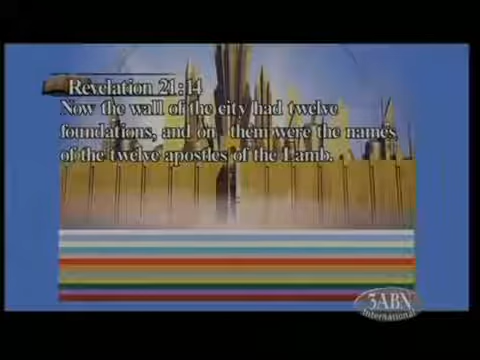 Revelation 21:14
Now the wall of the city had twelve
foundations, and on them were the names
of the twelve apostles of the Lamb.
3ABN
International